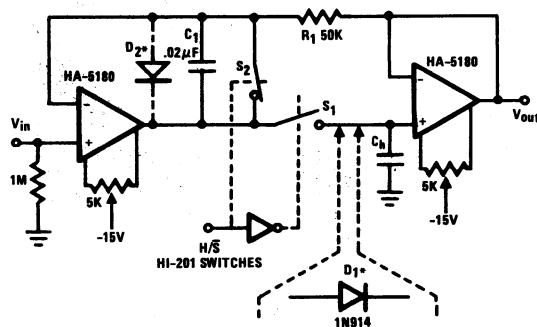 D2*
C1
.02μF
HA-5180
-
+
Vin
1M
5K
-15V
S2
S1
R1 50K
HA-5180
-
+
Vout
Ch
5K
-15V
H/S̅
HI-201 SWITCHES
D1*
1N914